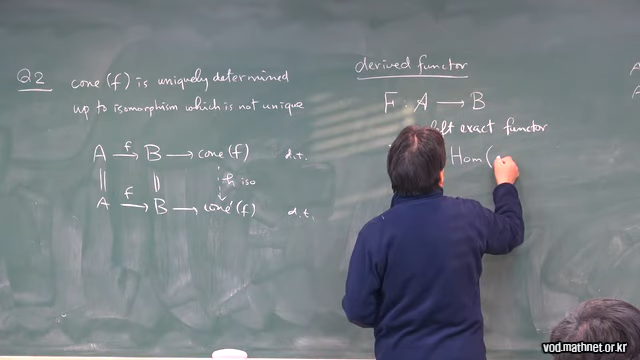 Q2 cone (f) is uniquely determined
up to isomorphism which is not unique
A f→ B → cone (f) d.t.
|| || ⇣ h iso
A f→ B → cone'(f) d.t.
derived functor
F : A → B
left exact functor
Hom (
A
A
vod.mathnet.or.kr